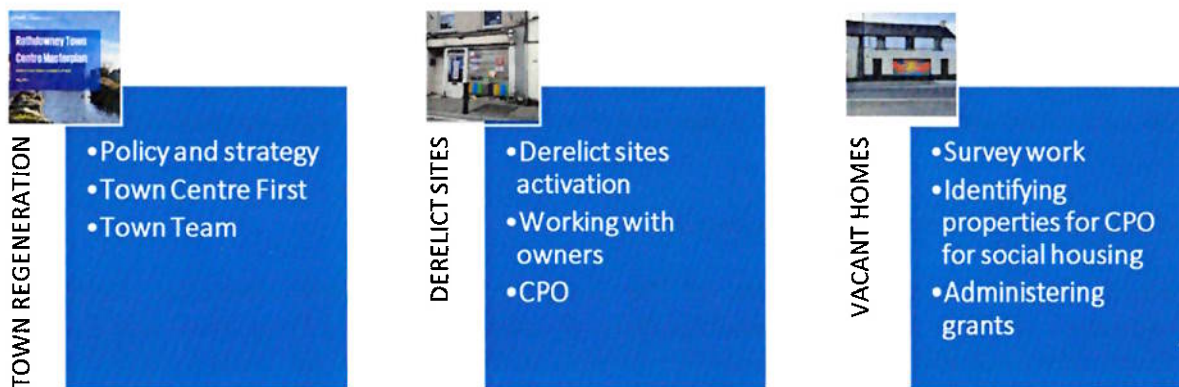 Rathdowney Town
Centre Masterplan
TOWN REGENERATION
•Policy and strategy
•Town Centre First
•Town Team
DERELICT SITES
•Derelict sites
activation
•Working with
owners
•CPO
VACANT HOMES
•Survey work
•Identifying
properties for CPO
for social housing
•Administering
grants